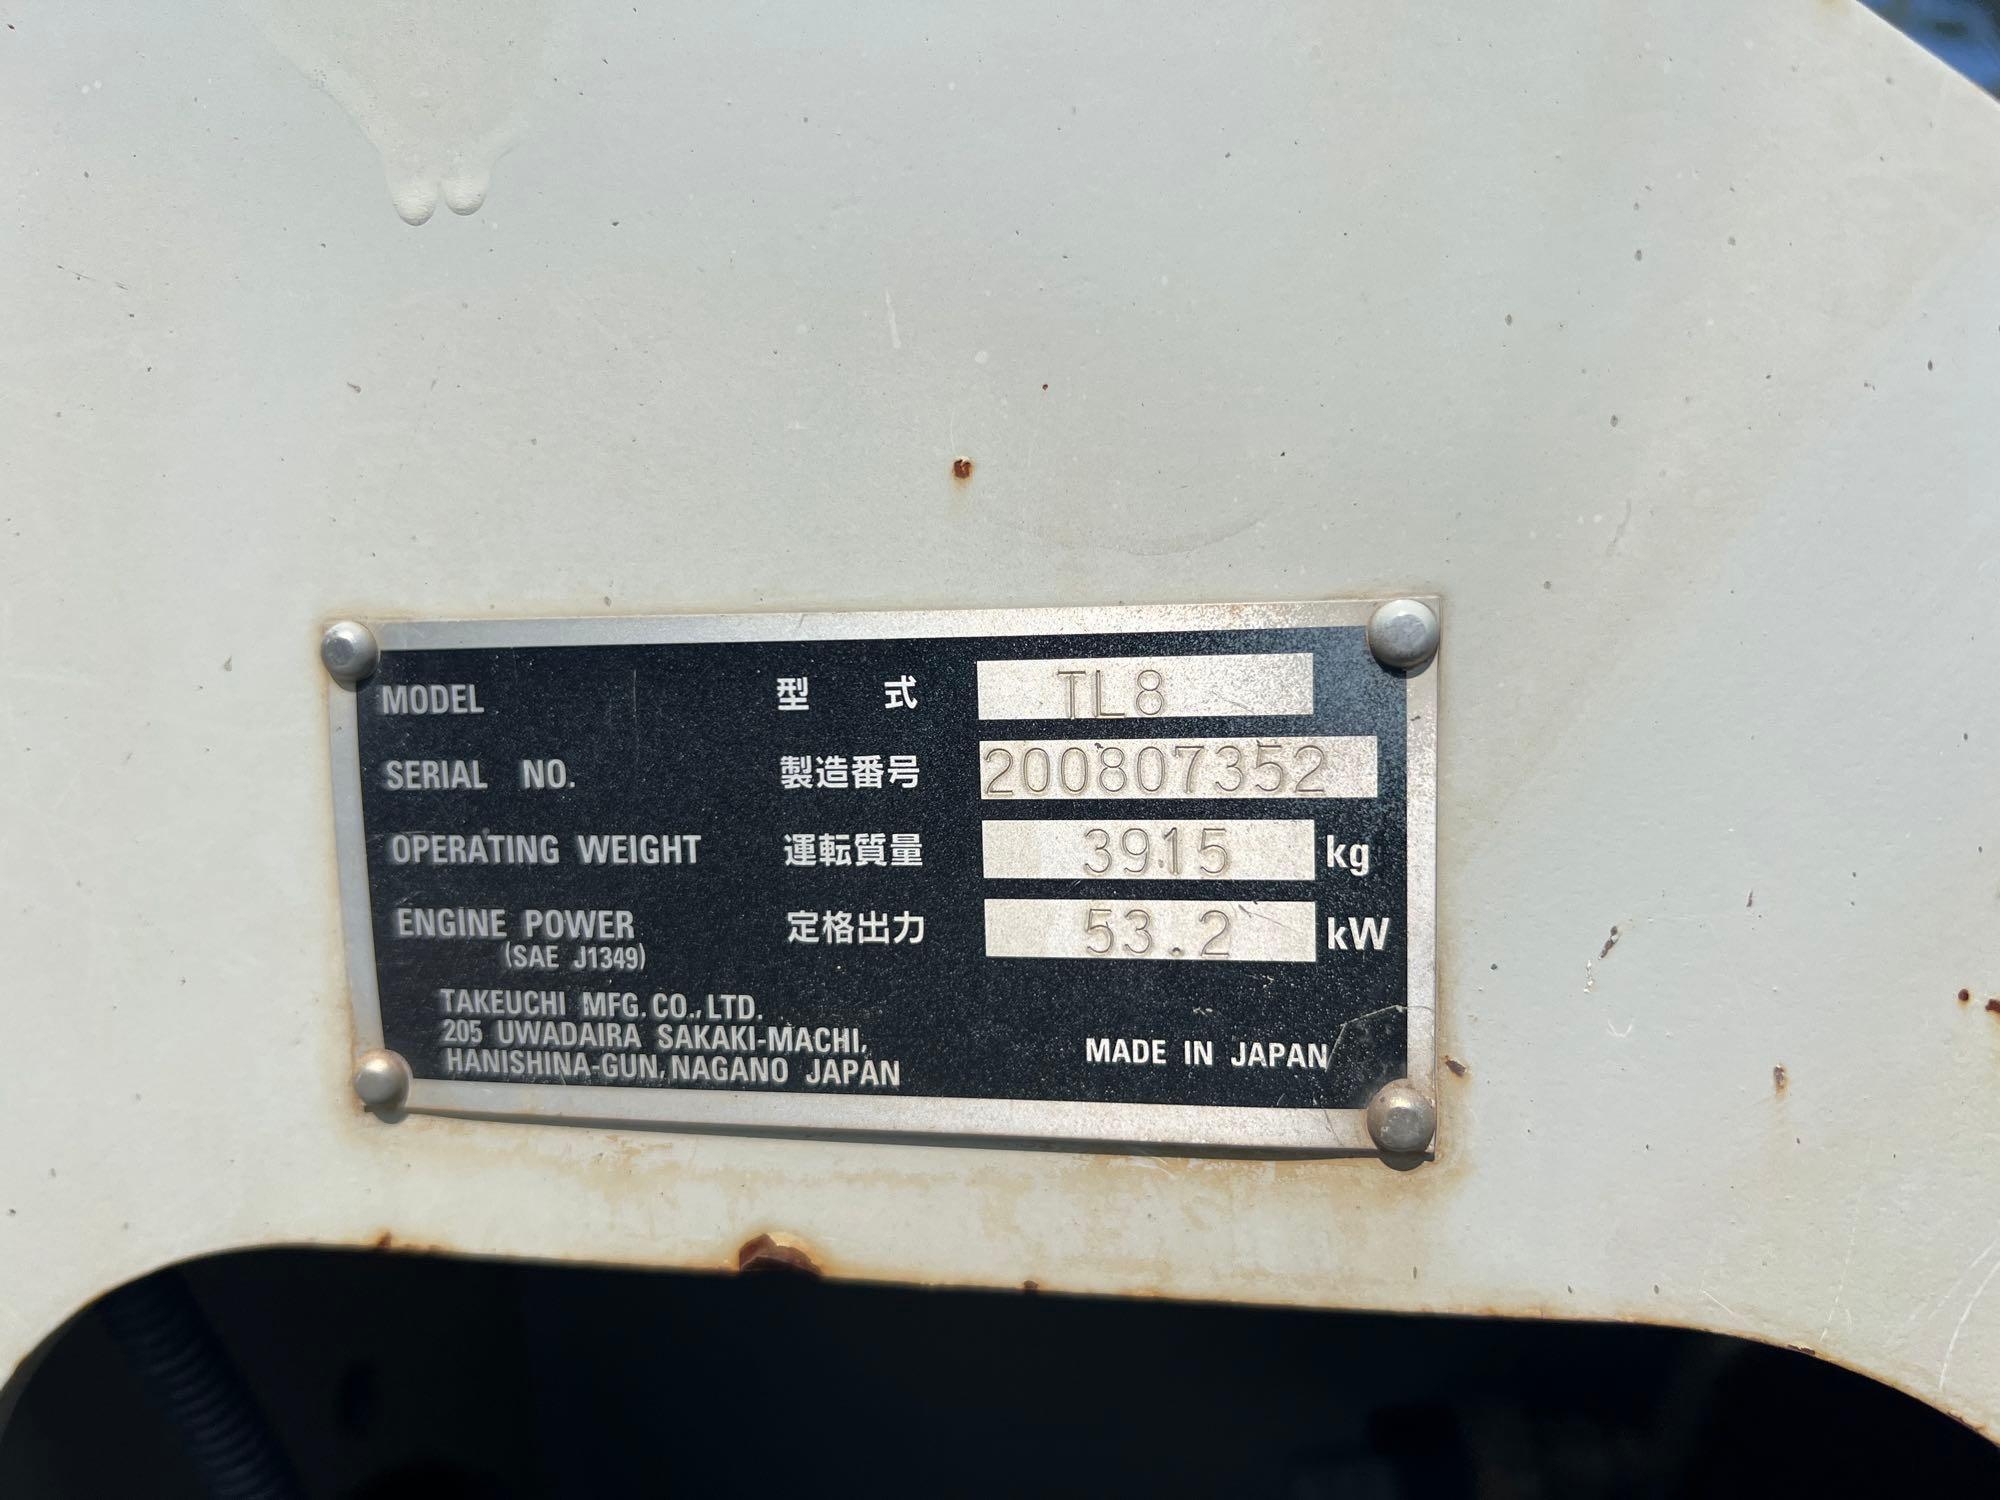 MODEL 型 式 TL8
SERIAL NO. 製造番号 200807352
OPERATING WEIGHT 運転質量 3915 kg
ENGINE POWER 定格出力 53.2 kW
(SAE J1349)
TAKEUCHI MFG. CO., LTD.
205 UWADAIRA SAKAKI-MACHI,
HANISHINA-GUN, NAGANO JAPAN
MADE IN JAPAN